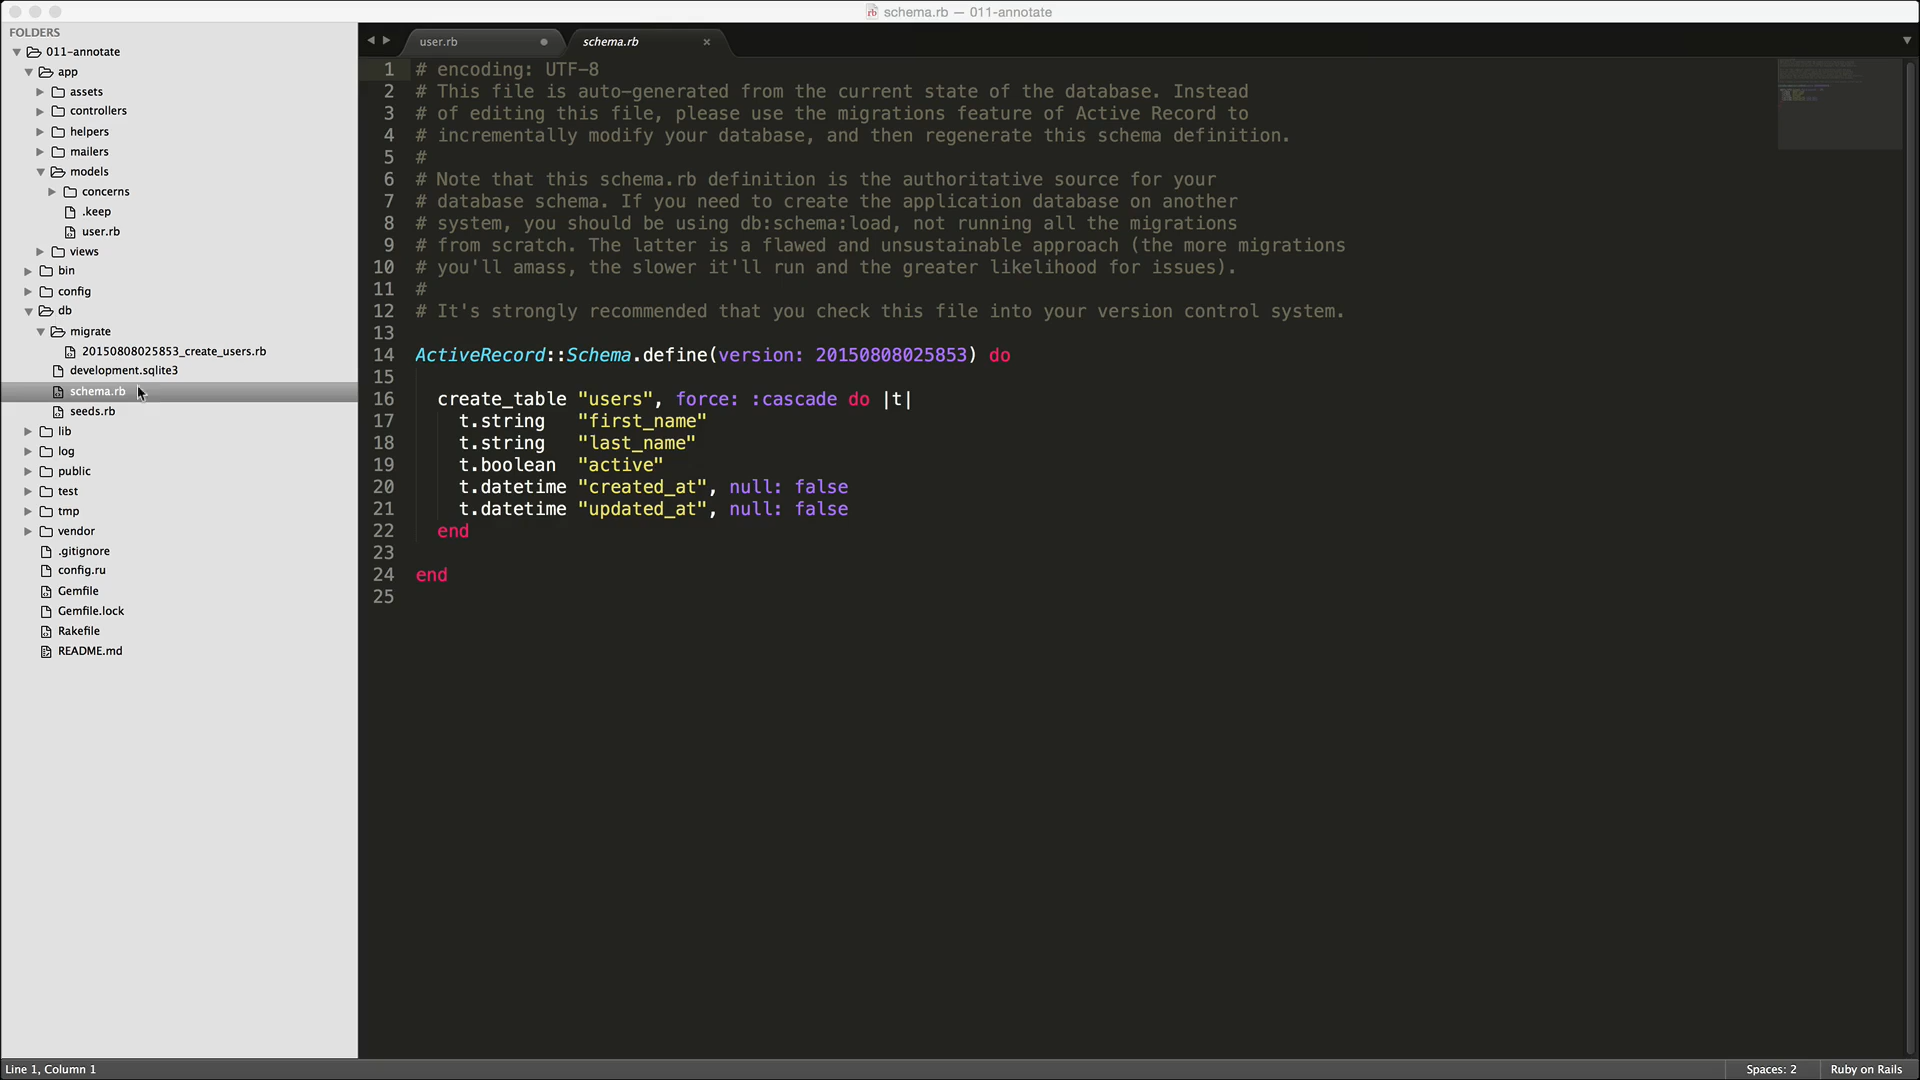 schema.rb — 011-annotate
FOLDERS
011-annotate
app
assets
controllers
helpers
mailers
models
concerns
.keep
user.rb
views
bin
config
db
migrate
20150808025853_create_users.rb
development.sqlite3
schema.rb
seeds.rb
lib
log
public
test
tmp
vendor
.gitignore
config.ru
Gemfile
Gemfile.lock
Rakefile
README.md
user.rb
schema.rb
1 # encoding: UTF-8
2 # This file is auto-generated from the current state of the database. Instead
3 # of editing this file, please use the migrations feature of Active Record to
4 # incrementally modify your database, and then regenerate this schema definition.
5 #
6 # Note that this schema.rb definition is the authoritative source for your
7 # database schema. If you need to create the application database on another
8 # system, you should be using db:schema:load, not running all the migrations
9 # from scratch. The latter is a flawed and unsustainable approach (the more migrations
10 # you'll amass, the slower it'll run and the greater likelihood for issues).
11 #
12 # It's strongly recommended that you check this file into your version control system.
13
14 ActiveRecord::Schema.define(version: 20150808025853) do
15
16   create_table "users", force: :cascade do |t|
17     t.string   "first_name"
18     t.string   "last_name"
19     t.boolean  "active"
20     t.datetime "created_at", null: false
21     t.datetime "updated_at", null: false
22   end
23
24 end
25
Line 1, Column 1
Spaces: 2
Ruby on Rails